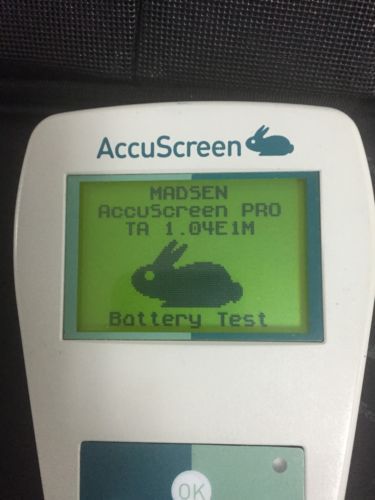 AccuScreen
MADSEN
AccuScreen PRO
TA 1.04E1M
Battery Test
OK